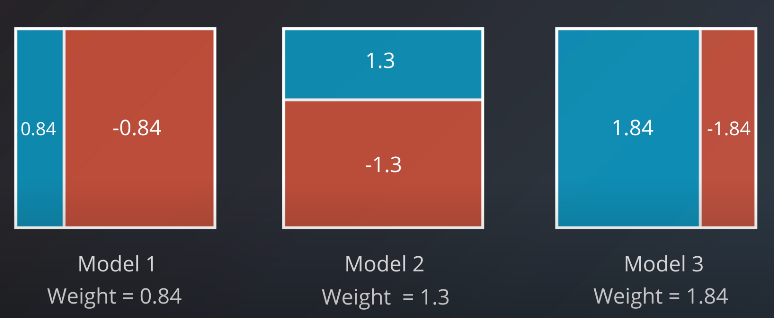 0.84
-0.84
1.3
-1.3
1.84
-1.84
Model 1
Weight = 0.84
Model 2
Weight = 1.3
Model 3
Weight = 1.84